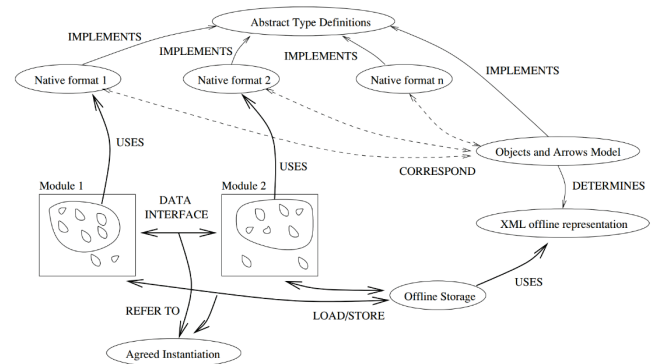 Abstract Type Definitions
IMPLEMENTS
IMPLEMENTS
IMPLEMENTS
IMPLEMENTS
Native format 1
Native format 2
Native format n
USES
USES
CORRESPOND
Objects and Arrows Model
Module 1
Module 2
DATA
INTERFACE
DETERMINES
XML offline representation
REFER TO
LOAD/STORE
Offline Storage
USES
Agreed Instantiation